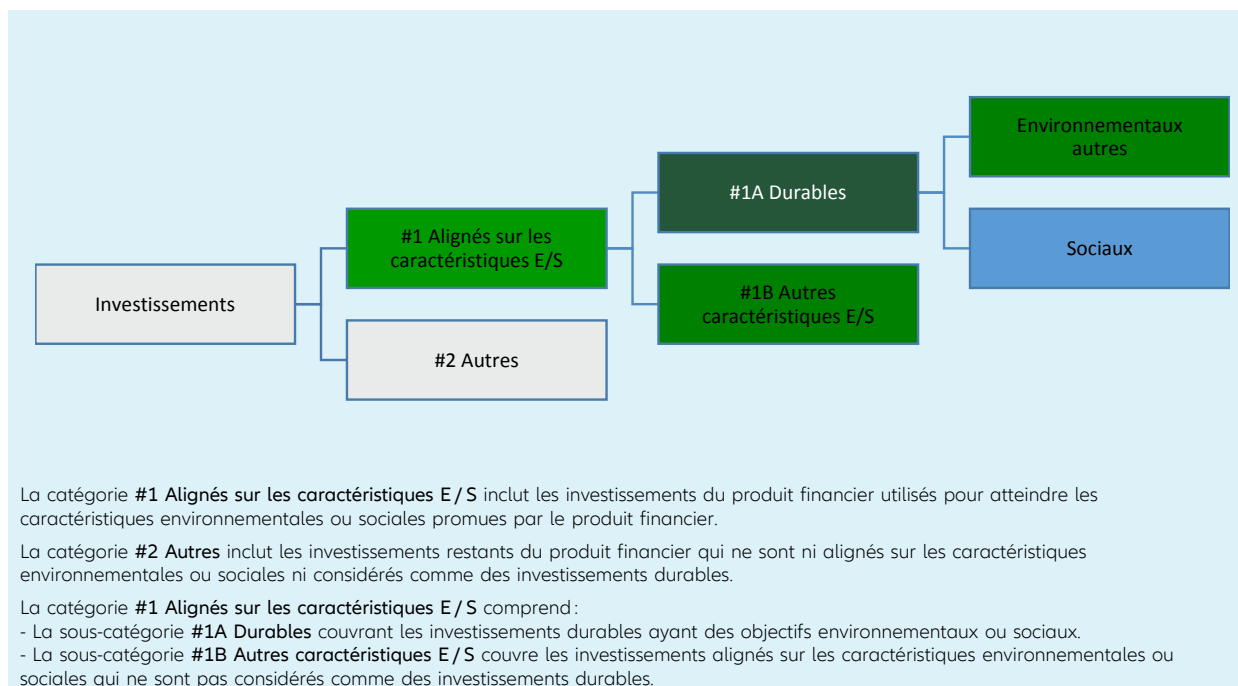 Environnementaux
autres
#1A Durables
#1 Alignés sur les
caractéristiques E/S
Sociaux
Investissements
#1B Autres
caractéristiques E/S
#2 Autres
La catégorie #1 Alignés sur les caractéristiques E / S inclut les investissements du produit financier utilisés pour atteindre les
caractéristiques environnementales ou sociales promues par le produit financier.
La catégorie #2 Autres inclut les investissements restants du produit financier qui ne sont ni alignés sur les caractéristiques
environnementales ou sociales ni considérés comme des investissements durables.
La catégorie #1 Alignés sur les caractéristiques E / S comprend :
- La sous-catégorie #1A Durables couvrant les investissements durables ayant des objectifs environnementaux ou sociaux.
- La sous-catégorie #1B Autres caractéristiques E / S couvre les investissements alignés sur les caractéristiques environnementales ou
sociales qui ne sont pas considérés comme des investissements durables.